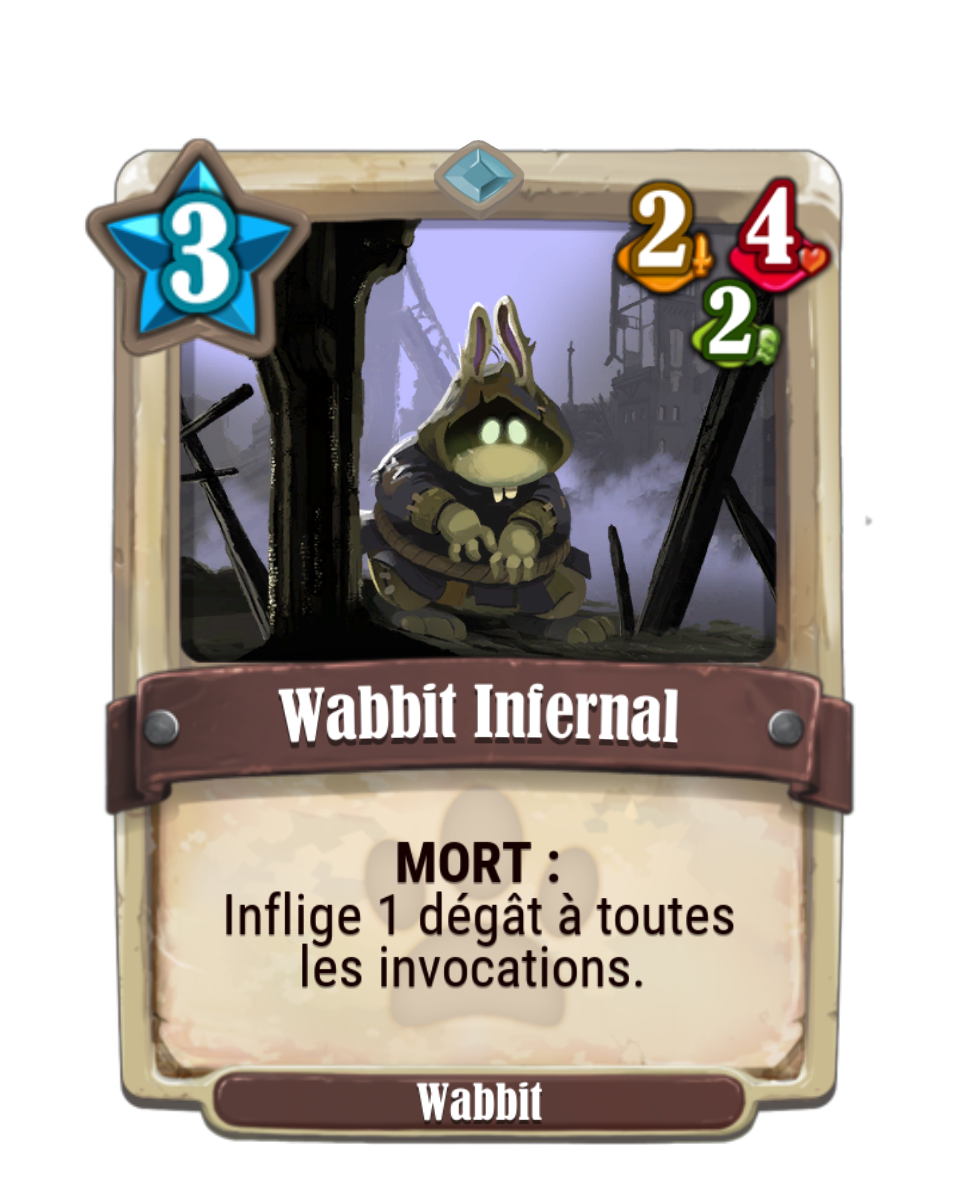 3
2
4
2
Wabbit Infernal
MORT :
Inflige 1 dégât à toutes
les invocations.
Wabbit